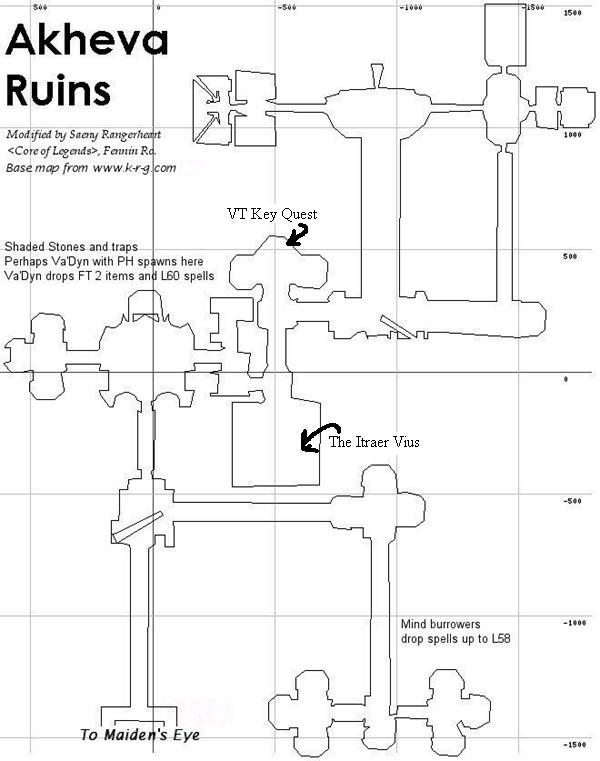 500
-500
-1000
-1500
1500
Akheva
Ruins
Modified by Saeny Rangerheart
<Core of Legends>, Fennin Ro.
Base map from www.k-r-g.com
1000
VT Key Quest
Shaded Stones and traps
Perhaps Va'Dyn with PH spawns here
Va'Dyn drops FT 2 items and L60 spells
500
0
The Itraer Vius
-500
Mind burrowers
drop spells up to L58
-1000
To Maiden's Eye
-1500